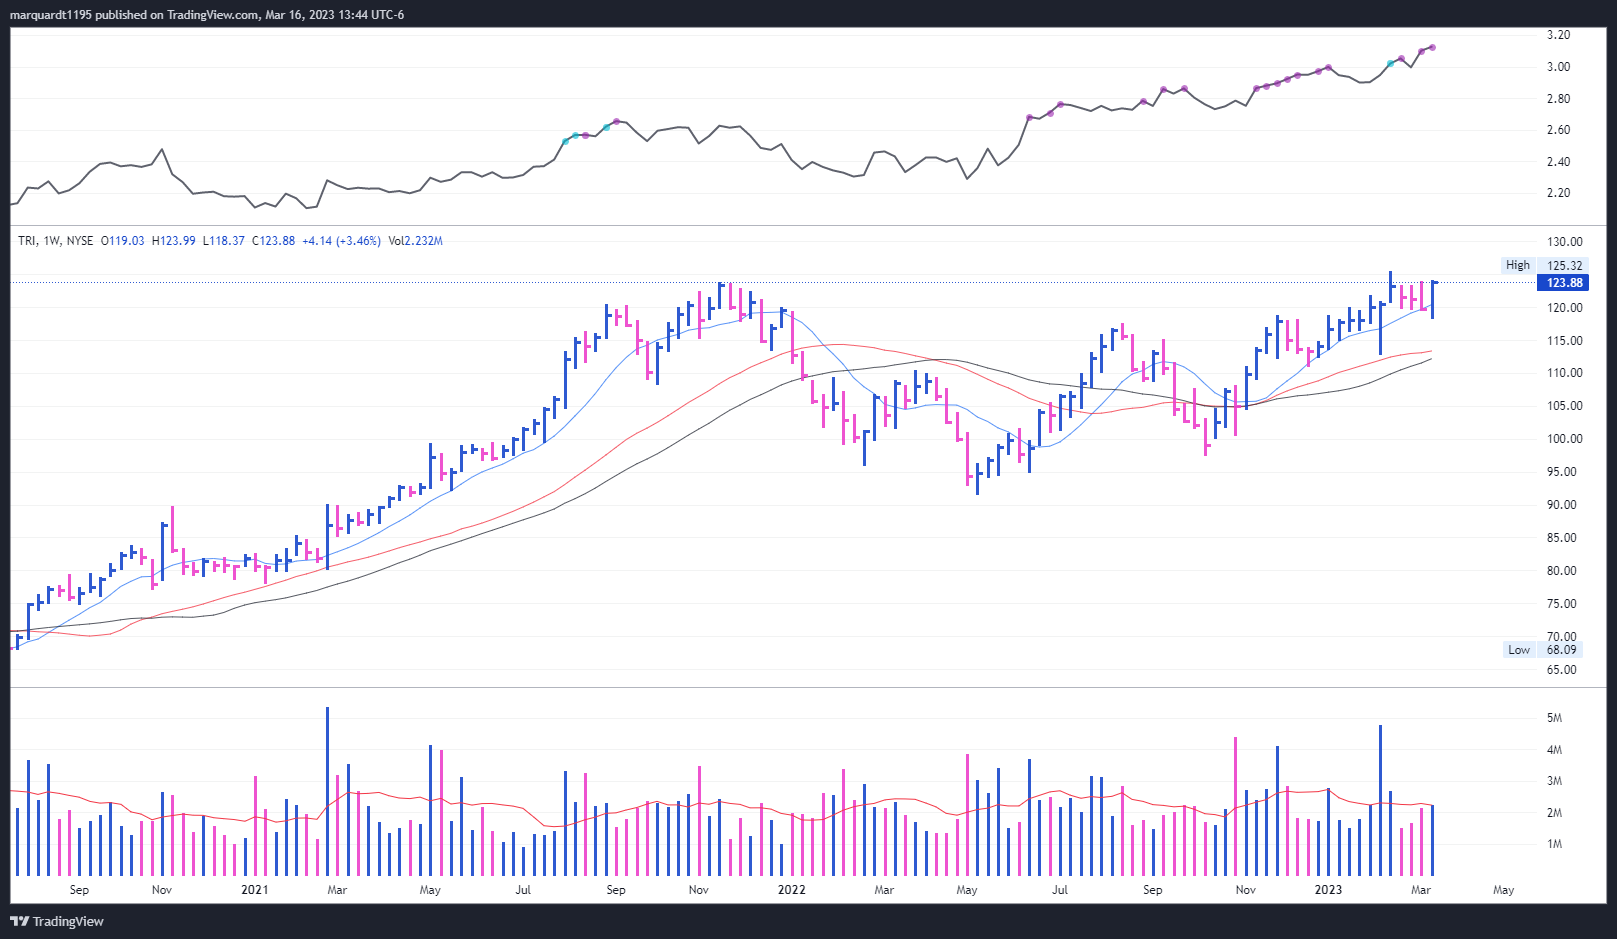 marquardt1195 published on TradingView.com, Mar 16, 2023 13:44 UTC-6
3.20
3.00
2.80
2.60
2.40
2.20
TRI, 1W, NYSE O119.03 H123.99 L118.37 C123.88 +4.14 (+3.46%) Vol2.232M
130.00
High 125.32
123.88
120.00
115.00
110.00
105.00
100.00
95.00
90.00
85.00
80.00
75.00
70.00
Low 68.09
65.00
5M
4M
3M
2M
1M
Sep Nov 2021 Mar May Jul Sep Nov 2022 Mar May Jul Sep Nov 2023 Mar May
TradingView